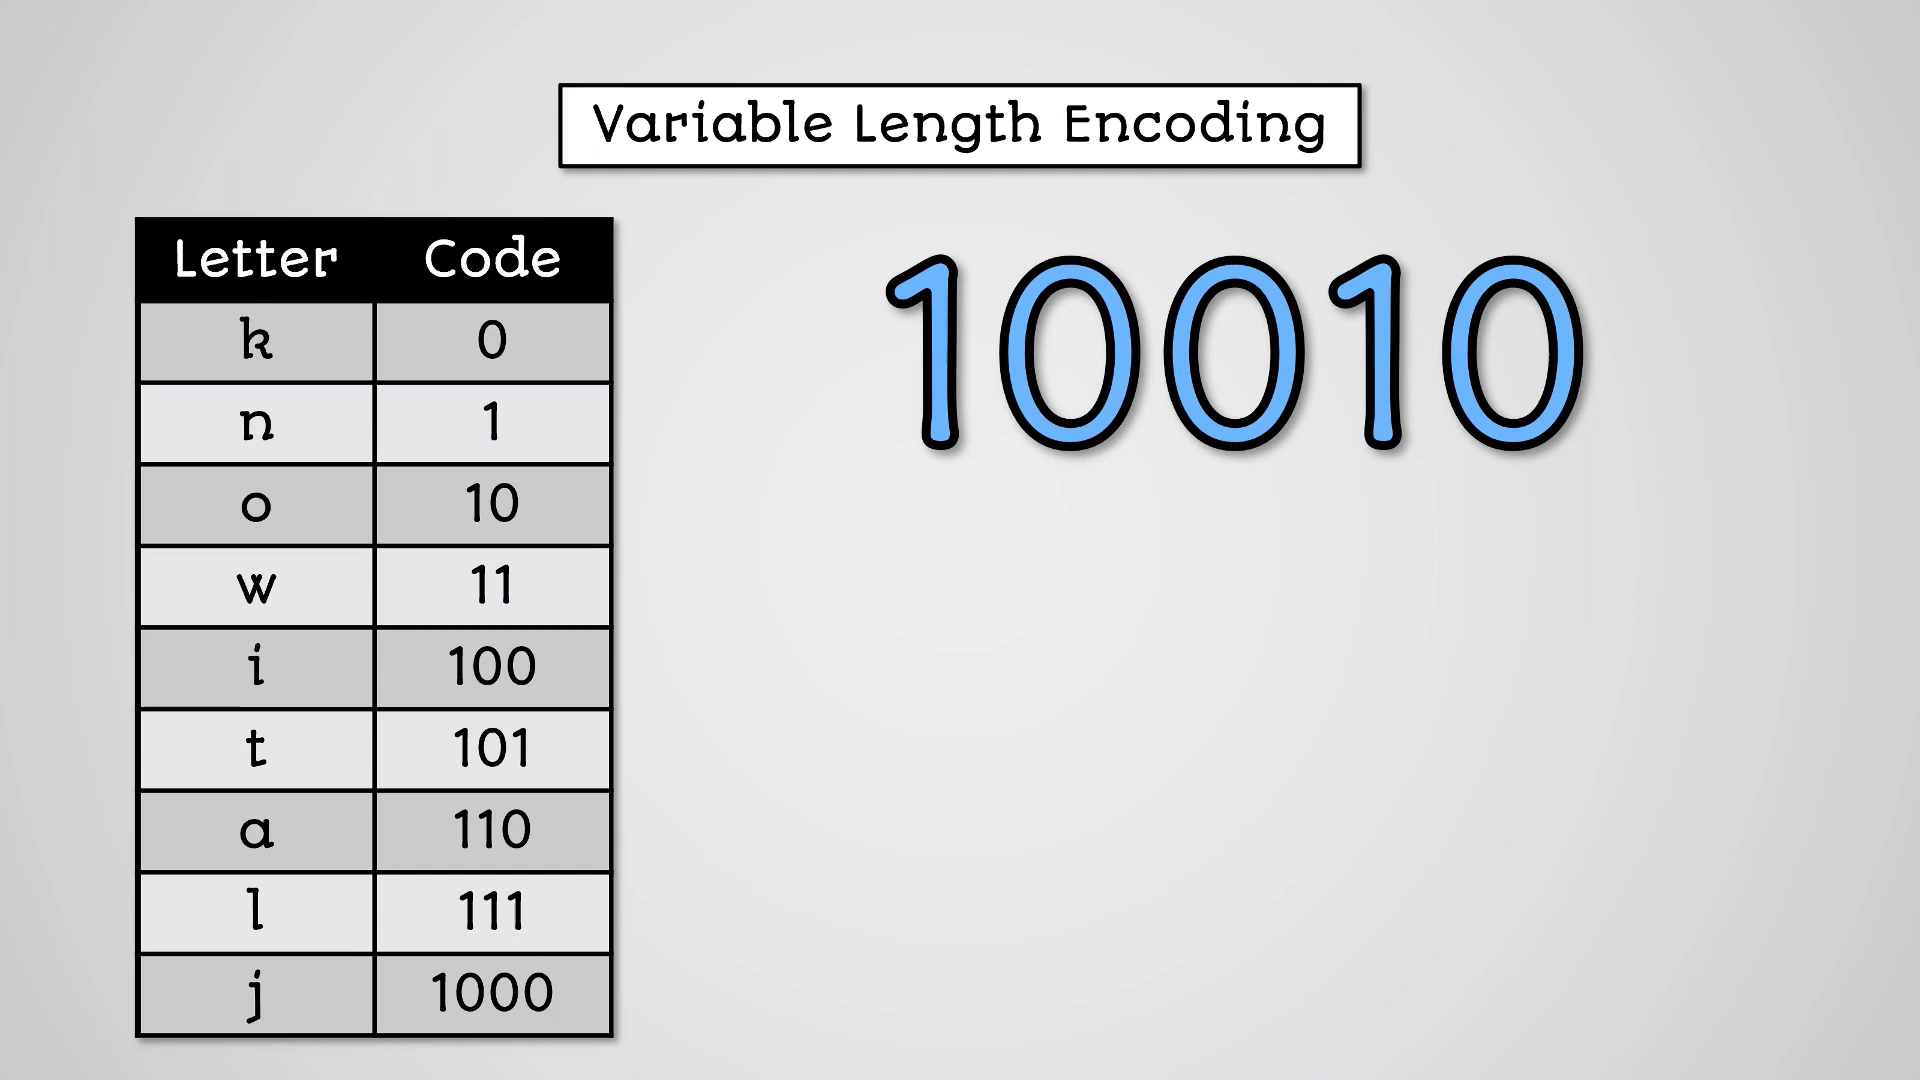 Variable Length Encoding
Letter Code
k 0
n 1
o 10
w 11
i 100
t 101
a 110
l 111
j 1000
10010